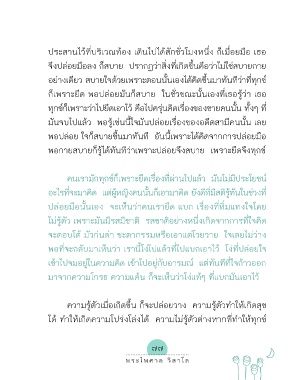 ประสานไว้ที่บริเวณท้อง เดินไปได้สักชั่วโมงหนึ่ง ก็เมื่อยมือ เธอ
จึงปล่อยมือลง ก็สบาย ปรากฏว่าสิ่งที่เกิดขึ้นคือว่าไม่ใช่สบายกาย
อย่างเดียว สบายใจด้วยเพราะตอนนั้นเองได้คิดขึ้นมาทันทีว่าที่ทุกข์
ก็เพราะยึด พอปล่อยมันก็สบาย ในชั่วขณะนั้นเองที่เธอรู้ว่า เธอ
ทุกข์ก็เพราะว่าไปยึดเอาไว้ คือไปครุ่นคิดเรื่องของชายคนนั้น ทั้งๆ ที่
มันจบไปแล้ว พอรู้เช่นนี้ใจมันปล่อยเรื่องของอดีตสามีคนนั้น เลย
พอปล่อย ใจก็สบายขึ้นมาทันที อันนี้เพราะได้คิดจากการปล่อยมือ
พอกายสบายก็รู้ได้ทันทีว่าเพราะปล่อยจึงสบาย เพราะยึดจึงทุกข์
คนเรามักทุกข์ก็เพราะยึดเรื่องที่ผ่านไปแล้ว มันไม่มีประโยชน์
อะไรที่จะมาคิด แต่ผู้หญิงคนนั้นก็เอามาคิด ยังดีที่มีสติรู้ทันในช่วงที่
ปล่อยมือนั้นเอง จะเห็นว่าคนเรายึด แบก เรื่องที่ทิ่มแทงใจโดย
ไม่รู้ตัว เพราะมันมีรสมีชาติ รสชาติอย่างหนึ่งเกิดจากการที่ใจคิด
จะตอบโต้ มัวก่นด่า ชะตากรรมหรือเอาแต่โวยวาย ใจเลยไม่ว่าง
พอที่จะกลับมาเห็นว่า เรานี้โง่ไปแล้วที่ไปแบกเอาไว้ โง่ที่ปล่อยใจ
เข้าไปจมอยู่ในความคิด เข้าไปอยู่กับอารมณ์ แต่ทันทีที่ใจก้าวออก
มาจากความโกรธ ความแค้น ก็จะเห็นว่าโง่แท้ๆ ที่แบกมันเอาไว้
ความรู้ตัวเมื่อเกิดขึ้น ก็จะปล่อยวาง ความรู้ตัวทำให้เกิดสุข
ได้ ทำให้เกิดความโปร่งโล่งได้ ความไม่รู้ตัวต่างหากที่ทำให้ทุกข์
๗๗
พระไพศาล วิสาโล